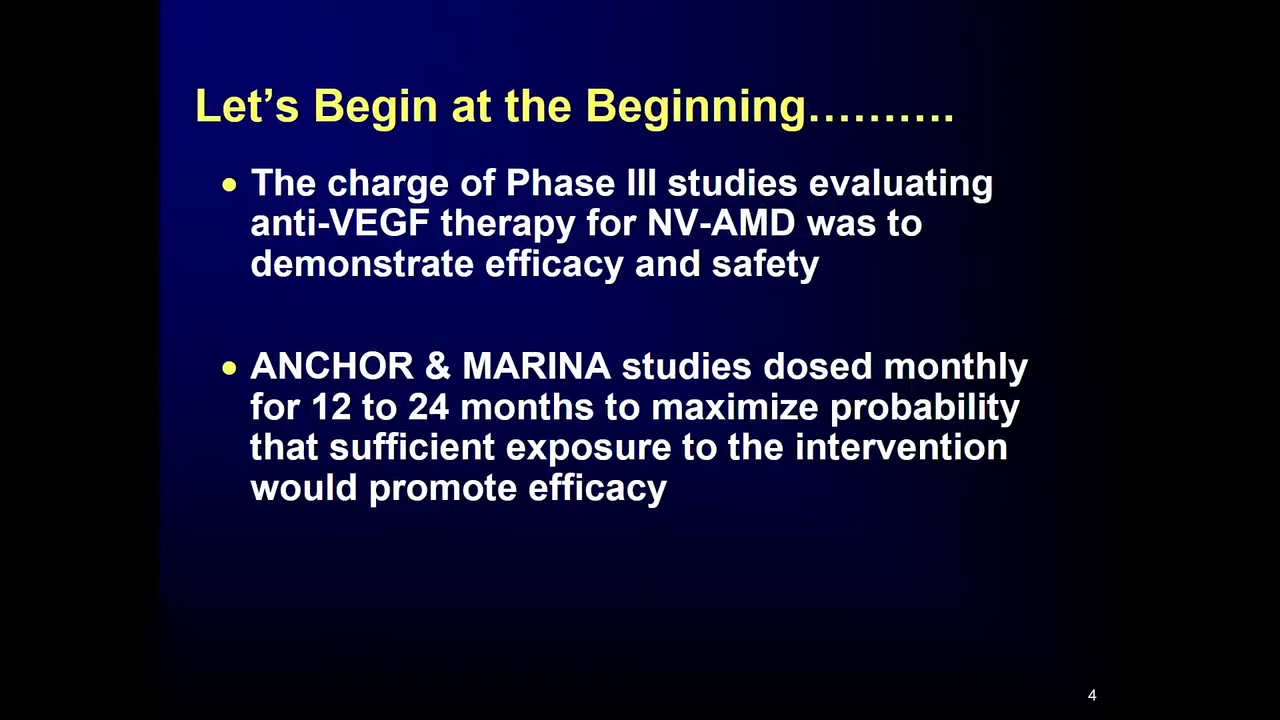 Let’s Begin at the Beginning……….
• The charge of Phase III studies evaluating
anti-VEGF therapy for NV-AMD was to
demonstrate efficacy and safety
• ANCHOR & MARINA studies dosed monthly
for 12 to 24 months to maximize probability
that sufficient exposure to the intervention
would promote efficacy
4